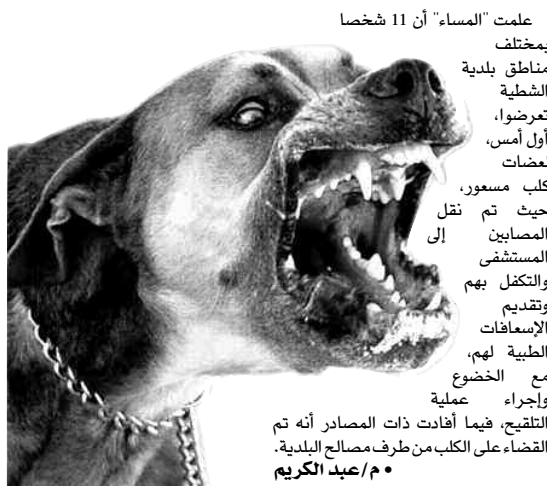 علمت "المساء" أن 11 شخصا
بمختلف
مناطق بلدية
الشطية
تعرضوا،
أول أمس،
لعضات
كلب مسعور،
حيث تم نقل
المصابين إلى
المستشفى
والتكفل بهم
وتقديم
الإسعافات
الطبية لهم،
مع الخضوع
وإجراء عملية
التلقيح، فيما أفادت ذات المصادر أنه تم
القضاء على الكلب من طرف مصالح البلدية.
• م/عبد الكريم